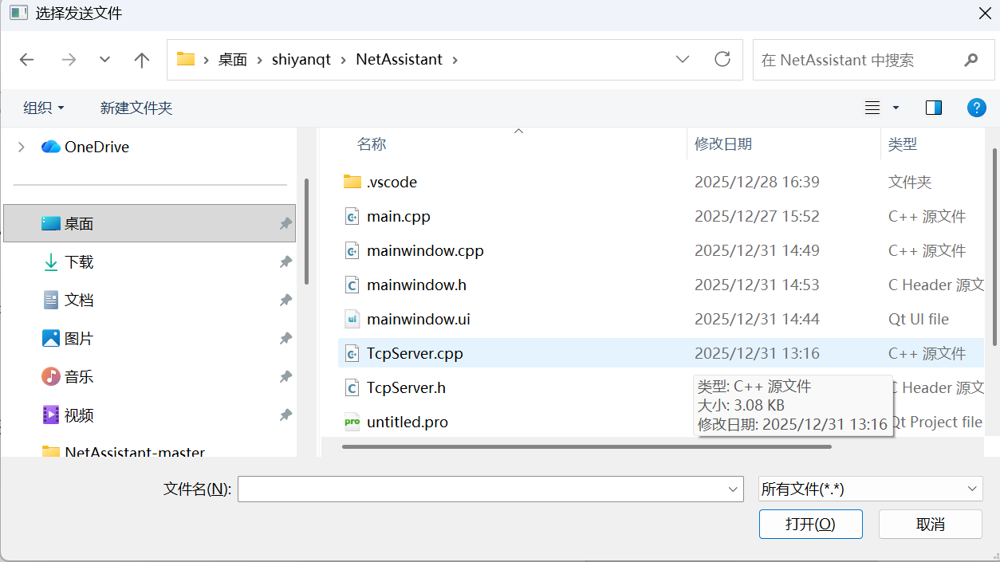 选择发送文件
桌面 shiyanqt NetAssistant
在 NetAssistant 中搜索
组织 新建文件夹
OneDrive
桌面
下载
文档
图片
音乐
视频
NetAssistant-master
名称 修改日期 类型
.vscode 2025/12/28 16:39 文件夹
main.cpp 2025/12/27 15:52 C++ 源文件
mainwindow.cpp 2025/12/31 14:49 C++ 源文件
mainwindow.h 2025/12/31 14:53 C Header 源文
mainwindow.ui 2025/12/31 14:44 Qt UI file
TcpServer.cpp 2025/12/31 13:16 C++ 源文件
TcpServer.h C Header 源文
untitled.pro Qt Project file
类型: C++ 源文件
大小: 3.08 KB
修改日期: 2025/12/31 13:16
文件名(N): 所有文件(*.*)
打开(O) 取消